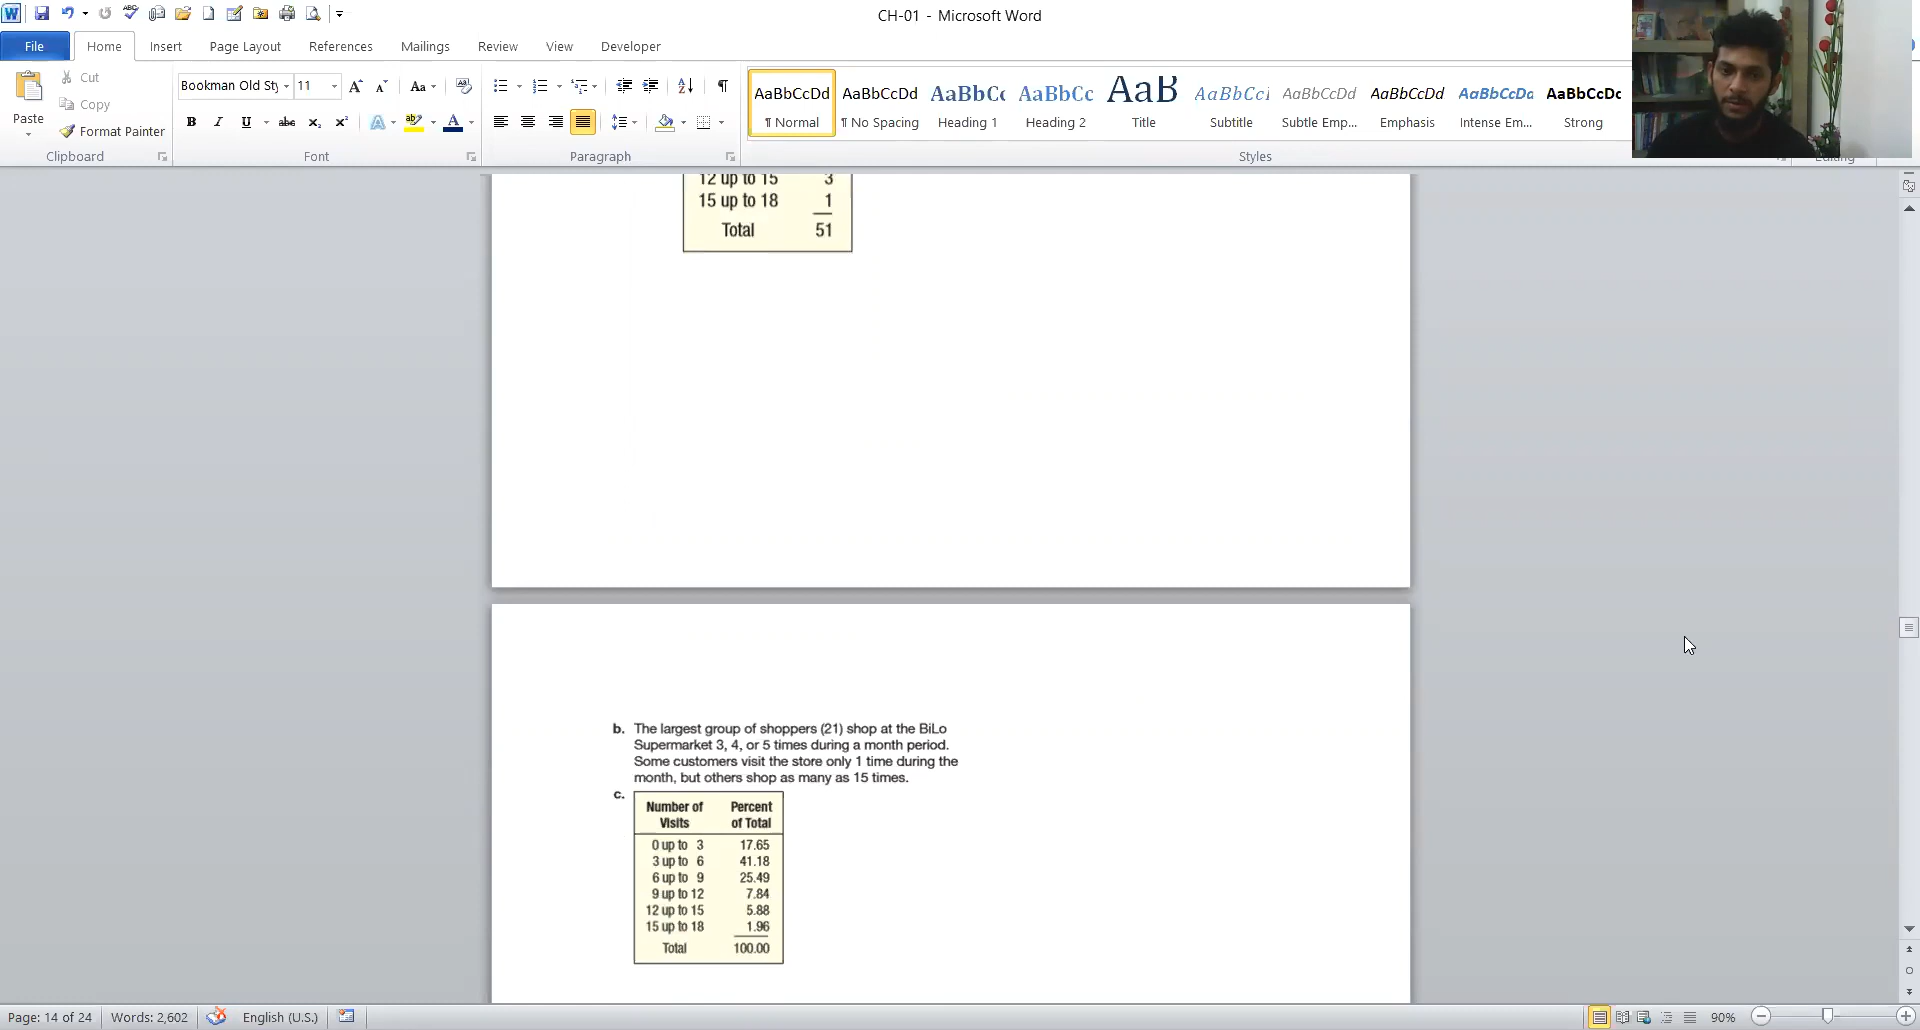 CH-01 - Microsoft Word
File Home Insert Page Layout References Mailings Review View Developer
Paste
Cut
Copy
Format Painter
Clipboard
Bookman Old Sty 11
Font
Paragraph
AaBbCcDd AaBbCcDd AaBbCc AaBbCc AaB AaBbCcl AaBbCcDd AaBbCcDd AaBbCcDd AaBbCcDc
¶ Normal ¶ No Spacing Heading 1 Heading 2 Title Subtitle Subtle Emp... Emphasis Intense Em... Strong
Styles
Editing
12 up to 15 3
15 up to 18 1
Total 51
b. The largest group of shoppers (21) shop at the BiLo
Supermarket 3, 4, or 5 times during a month period.
Some customers visit the store only 1 time during the
month, but others shop as many as 15 times.
c.
Number of Percent
Visits of Total
0 up to 3 17.65
3 up to 6 41.18
6 up to 9 25.49
9 up to 12 7.84
12 up to 15 5.88
15 up to 18 1.96
Total 100.00
Page: 14 of 24 Words: 2,602 English (U.S.) 90%